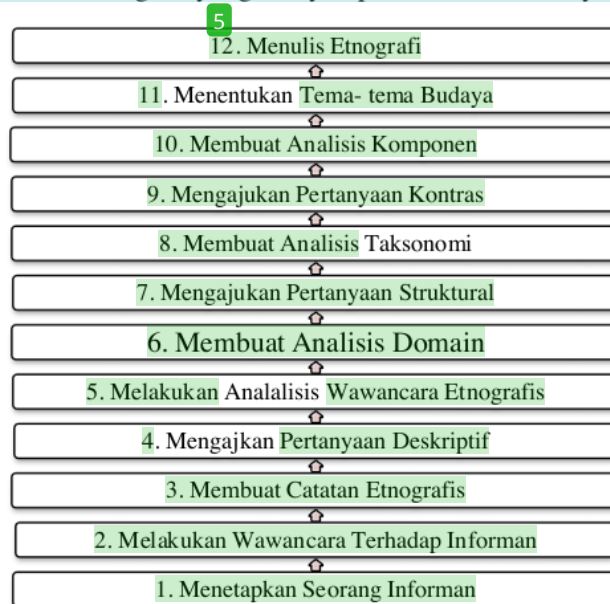 5
12. Menulis Etnografi
11. Menentukan Tema- tema Budaya
10. Membuat Analisis Komponen
9. Mengajukan Pertanyaan Kontras
8. Membuat Analisis Taksonomi
7. Mengajukan Pertanyaan Struktural
6. Membuat Analisis Domain
5. Melakukan Analalisis Wawancara Etnografis
4. Mengajkan Pertanyaan Deskriptif
3. Membuat Catatan Etnografis
2. Melakukan Wawancara Terhadap Informan
1. Menetapkan Seorang Informan